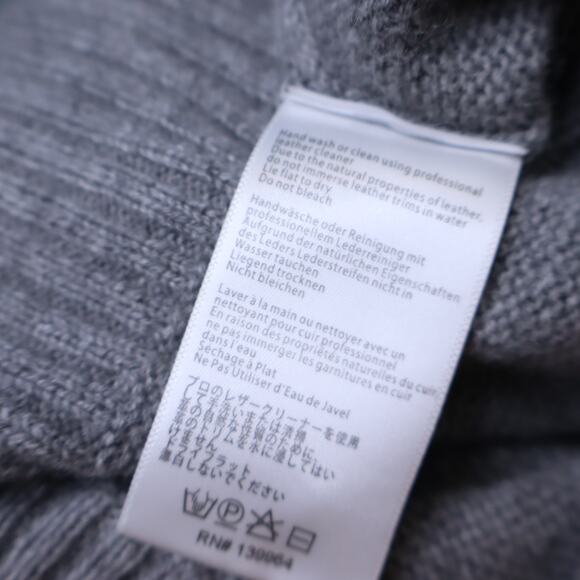 Hand wash or clean using professional
leather cleaner
Due to the natural properties of leather,
do not immerse leather trims in water
Lie flat to dry
Do not bleach
Handwäsche oder Reinigung mit
professionellem Lederreiniger
Aufgrund der natürlichen Eigenschaften
des Leders Lederstreifen nicht in
Wasser tauchen
Liegend trocknen
Nicht bleichen
Laver à la main ou nettoyer avec un
nettoyant pour cuir professionnel
En raison des propriétés naturelles du cuir
ne pas immerger les garnitures en cuir
dans l'eau
Séchage à Plat
Ne Pas Utiliser d'Eau de Javel
プロのレザークリーナーを使用
ドライフラット
漂白しないでください
RN# 139964